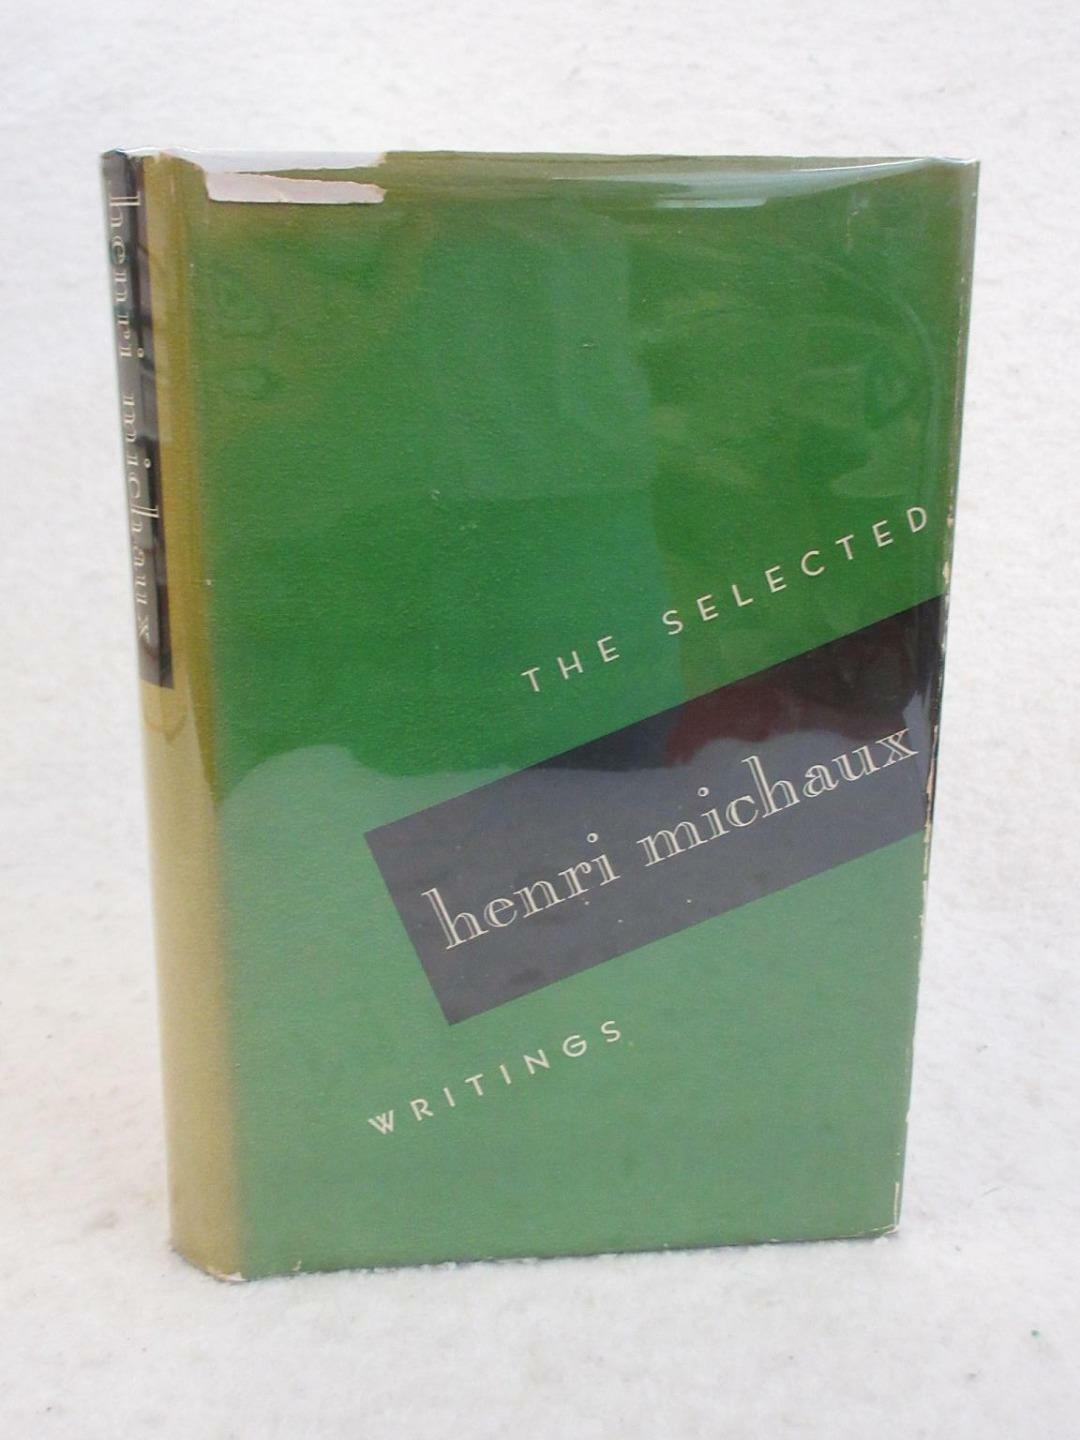 henri michaux
THE SELECTED
henri michaux
WRITINGS